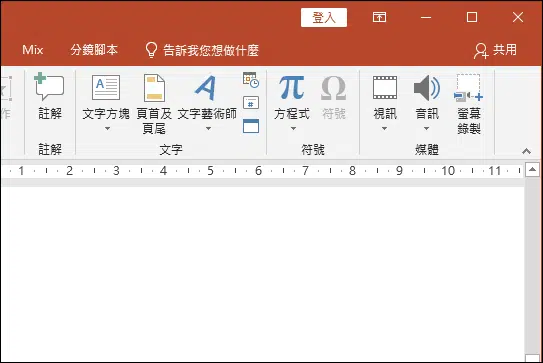 登入
Mix 分鏡腳本 告訴我您想做什麼 共用
作 註解 文字方塊 頁首及頁尾 文字藝術師 方程式 符號 視訊 音訊 螢幕錄製
註解 文字 符號 媒體
1 2 3 4 5 6 7 8 9 10 11